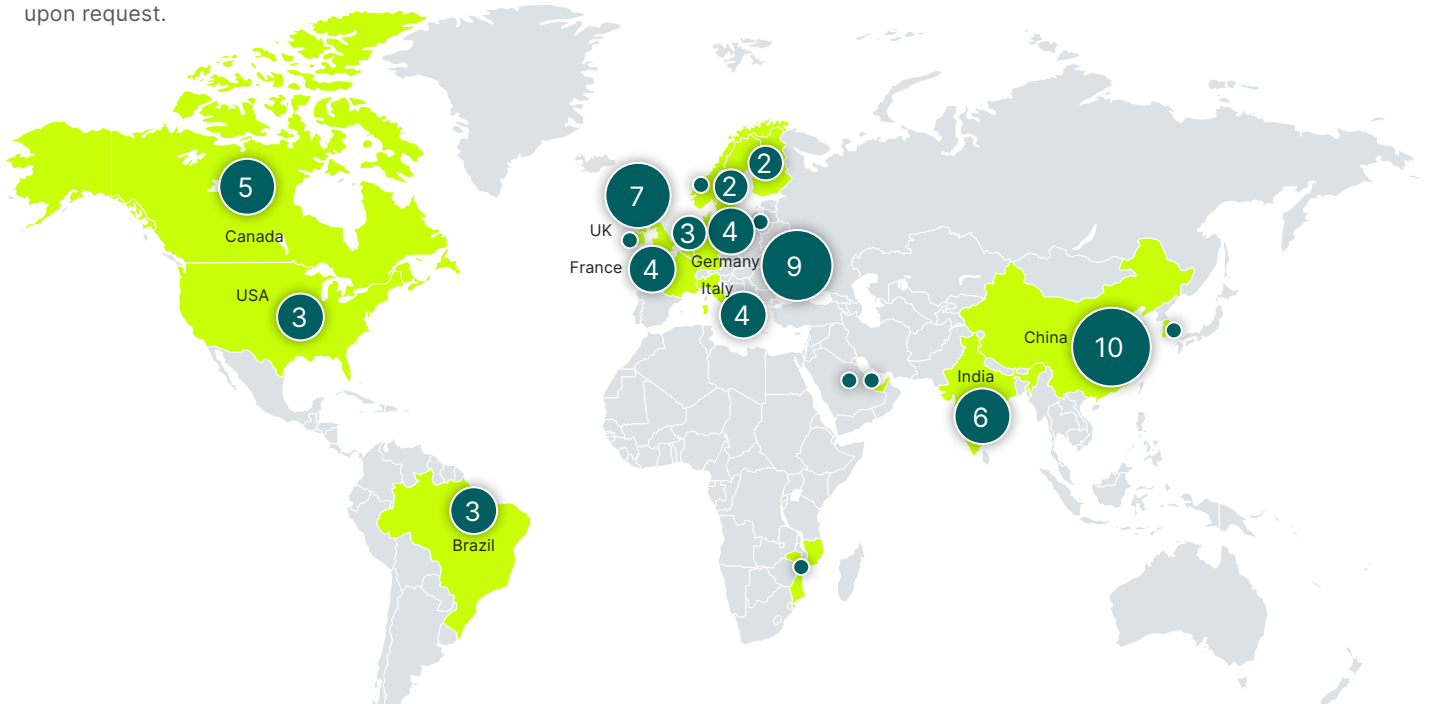 upon request.
2
5
2
7
UK
3
4
Canada
Germany
9
France
4
Italy
USA
4
3
China
10
India
6
3
Brazil